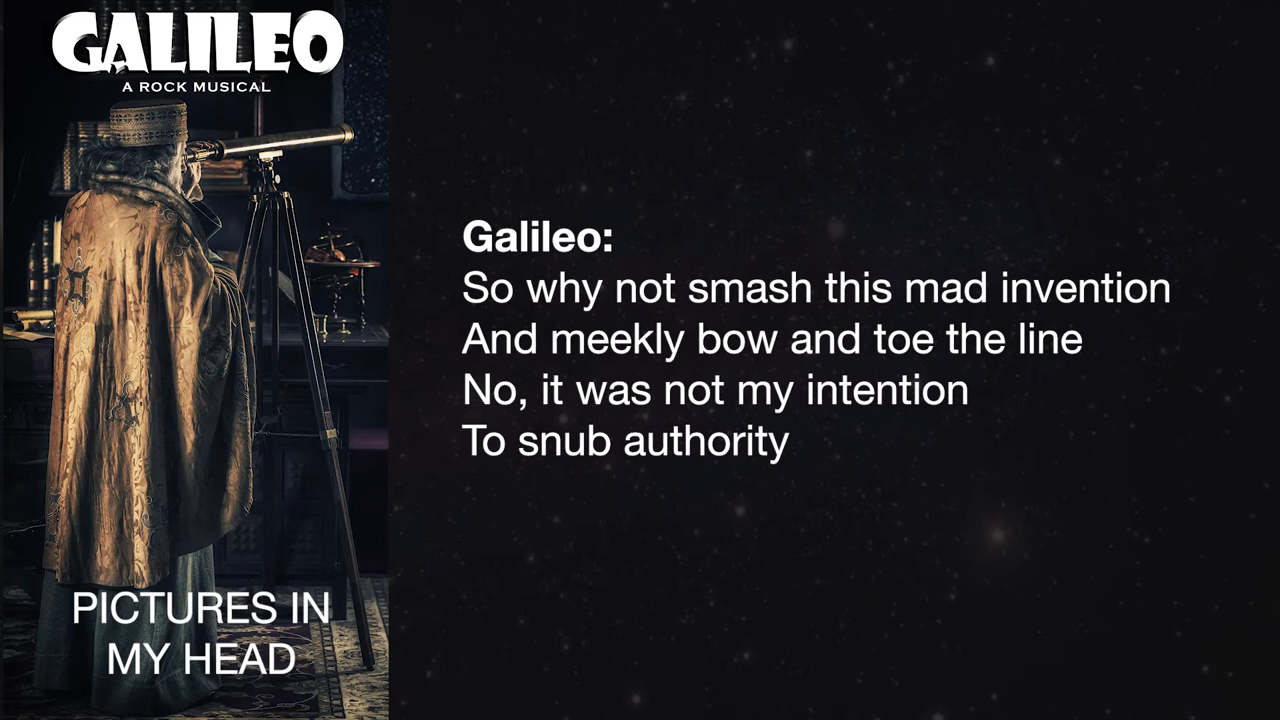 GALILEO
A ROCK MUSICAL
PICTURES IN
MY HEAD
Galileo:
So why not smash this mad invention
And meekly bow and toe the line
No, it was not my intention
To snub authority